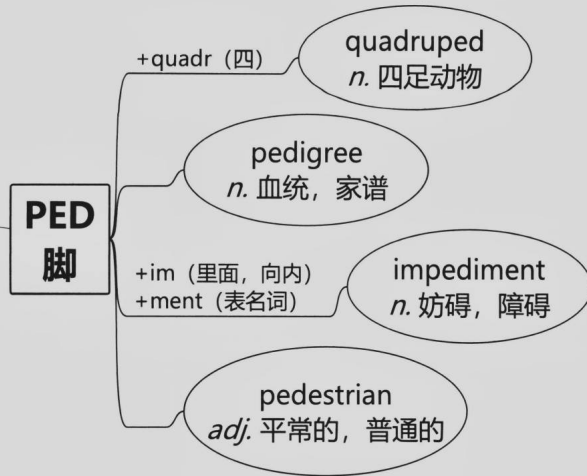 PED
脚
+quadr（四）
quadruped
n. 四足动物
pedigree
n. 血统，家谱
+im（里面，向内）
+ment（表名词）
impediment
n. 妨碍，障碍
pedestrian
adj. 平常的，普通的